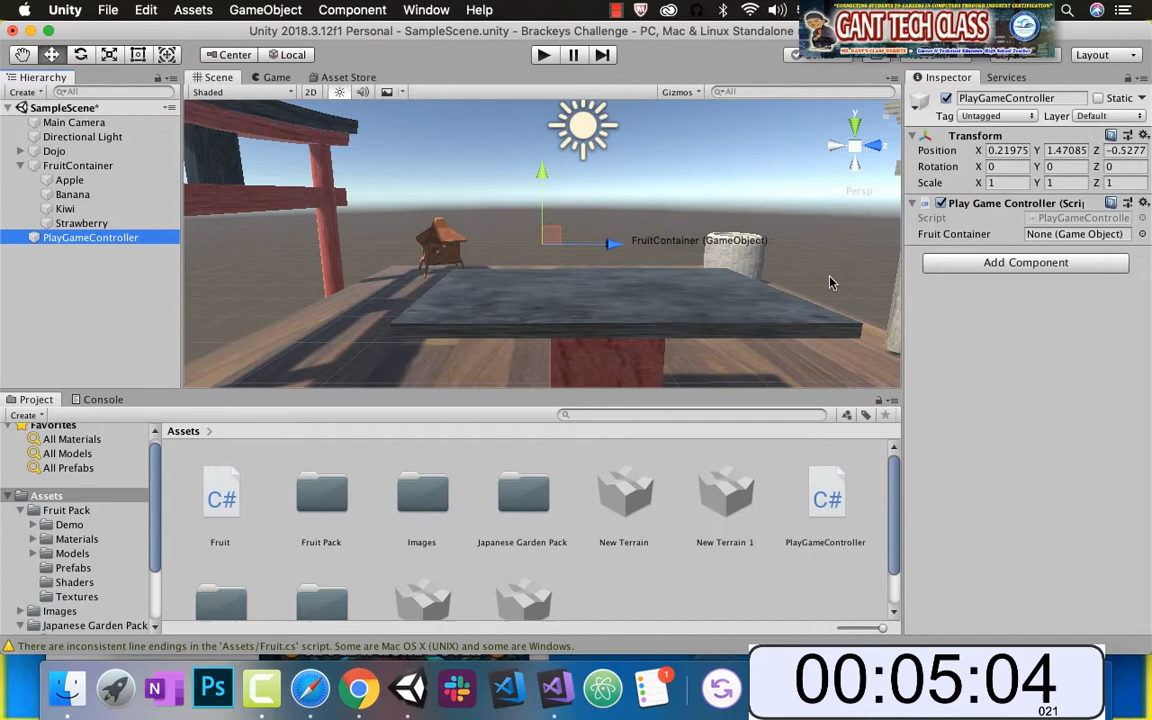 Unity File Edit Assets GameObject Component Window Help
GANT TECH CLASS
Unity 2018.3.12f1 Personal - SampleScene.unity - Brackeys Challenge - PC, Mac & Linux Standalone
Center Local Layout
Hierarchy Scene Game Asset Store Inspector Services
Create All Shaded 2D Gizmos All
PlayGameController Static
SampleScene*
Main Camera
Tag Untagged Layer Default
Directional Light
Transform
Dojo
Position X 0.21975 Y 1.47085 Z -0.5277
FruitContainer
Rotation X 0 Y 0 Z 0
Apple
Scale X 1 Y 1 Z 1
Banana
Persp
Kiwi
Play Game Controller (Scrip
Strawberry
Script PlayGameControlle
PlayGameController
Fruit Container None (Game Object)
FruitContainer (GameObject)
Add Component
Project Console
Create
Favorites
All Materials
All Models
All Prefabs
Assets
Fruit Pack
Demo
Materials
Models
Prefabs
Shaders
Textures
Images
Japanese Garden Pack
Assets
C# C#
Fruit Fruit Pack Images Japanese Garden Pack New Terrain New Terrain 1 PlayGameController
There are inconsistent line endings in the 'Assets/Fruit.cs' script. Some are Mac OS X (UNIX) and some are Windows.
N Ps C 1
00:05:04
021